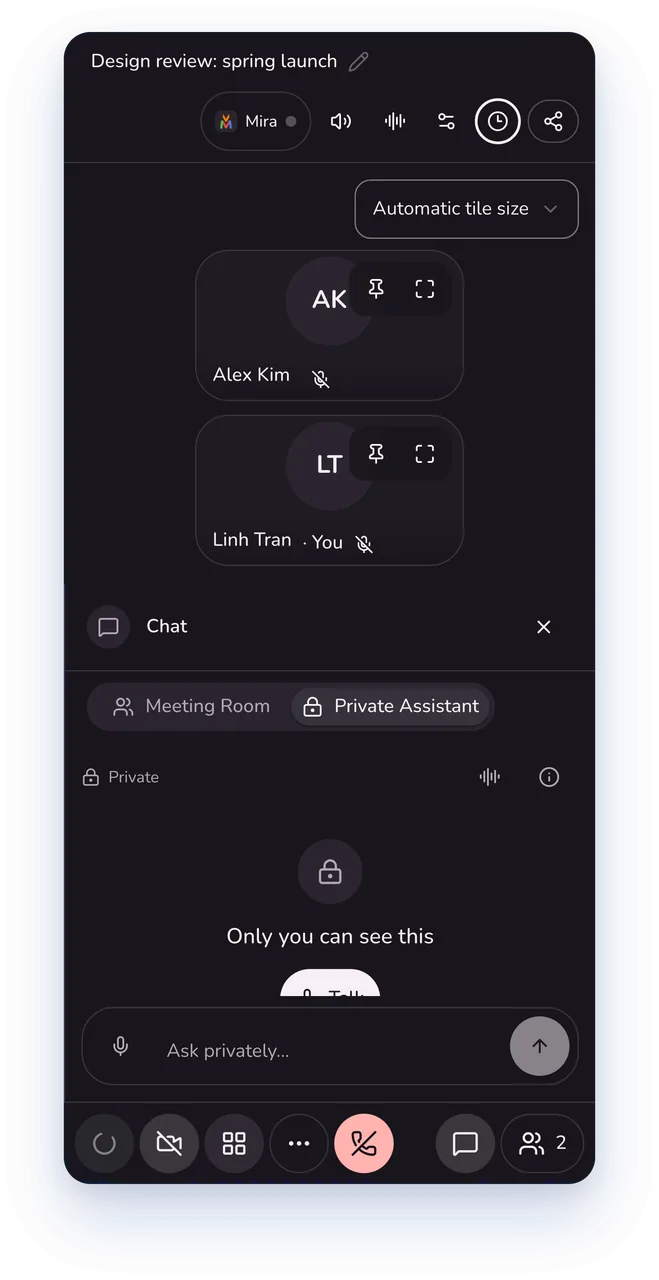 Design review: spring launch
Mira
Automatic tile size
AK
Alex Kim
LT
Linh Tran · You
Chat
Meeting Room
Private Assistant
Private
Only you can see this
Talk
Ask privately...
2